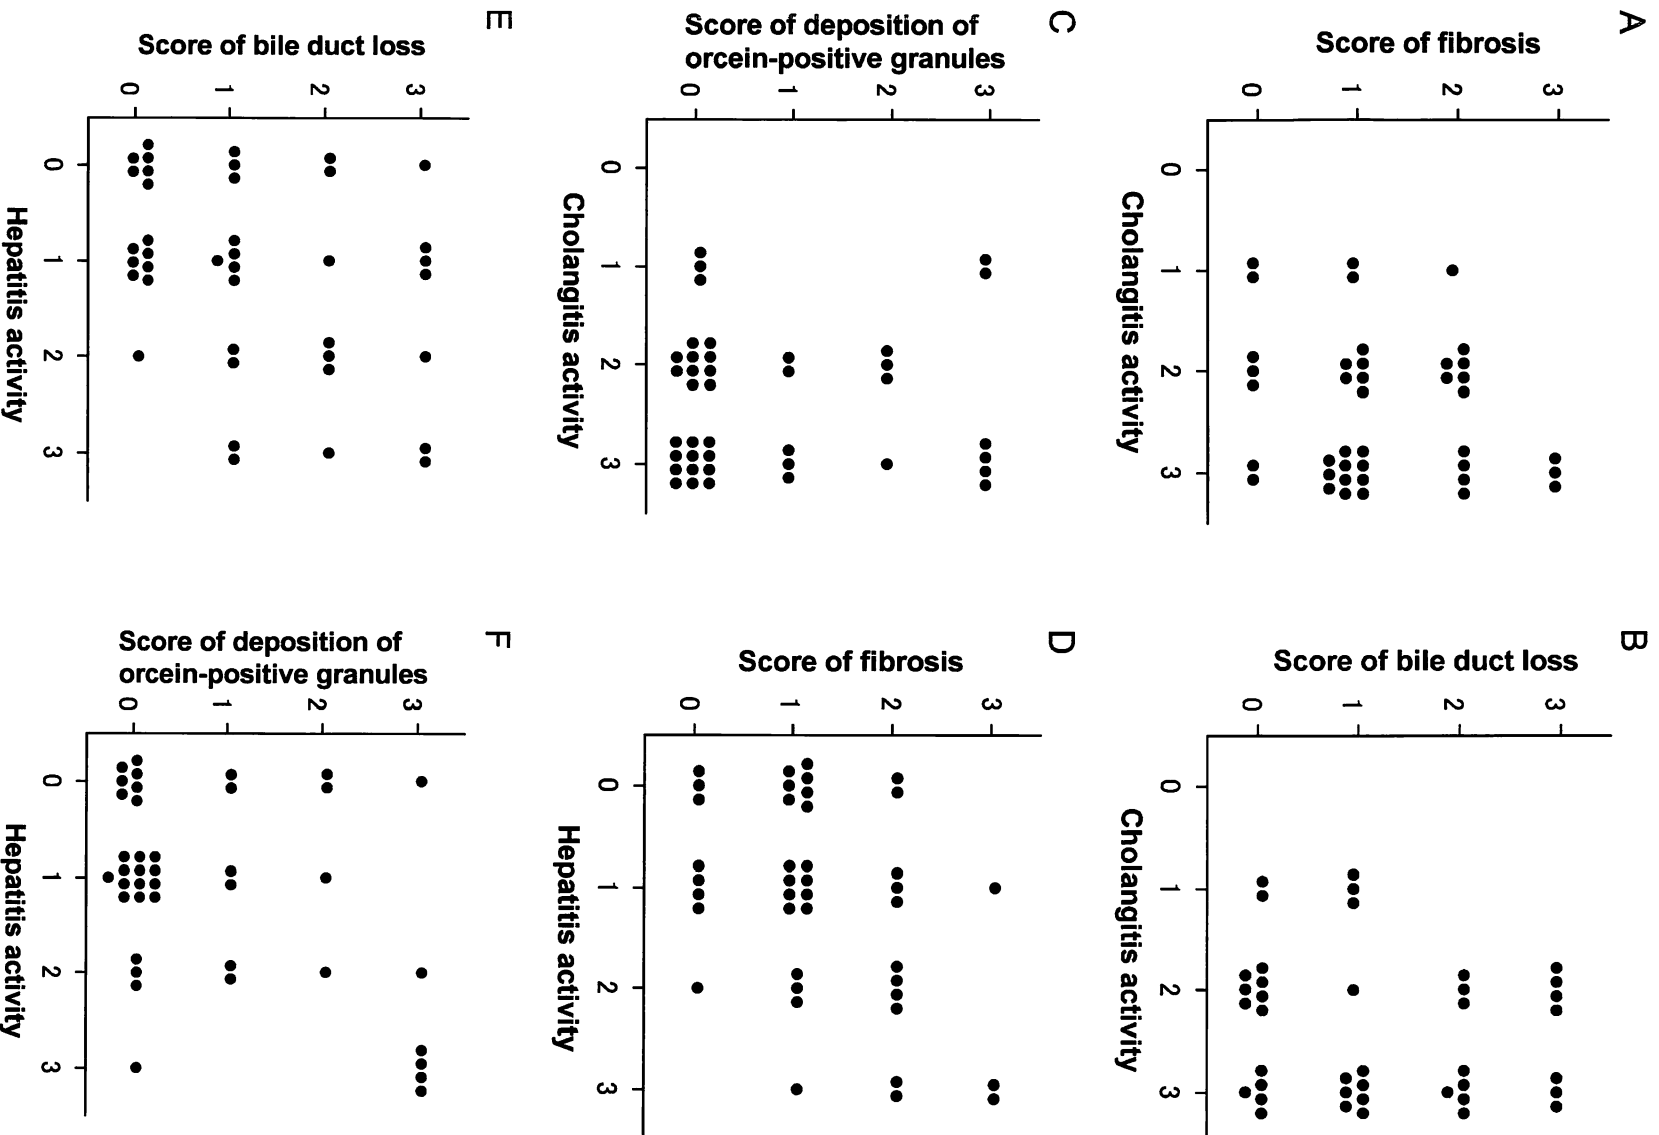 A
Score of fibrosis
3
2
1
0
0
1
2
3
Cholangitis activity
B
Score of bile duct loss
3
2
1
0
0
1
2
3
Cholangitis activity
C
Score of deposition of
orcein-positive granules
3
2
1
0
0
1
2
3
Cholangitis activity
D
Score of fibrosis
3
2
1
0
0
1
2
3
Hepatitis activity
E
Score of bile duct loss
3
2
1
0
0
1
2
3
Hepatitis activity
F
Score of deposition of
orcein-positive granules
3
2
1
0
0
1
2
3
Hepatitis activity